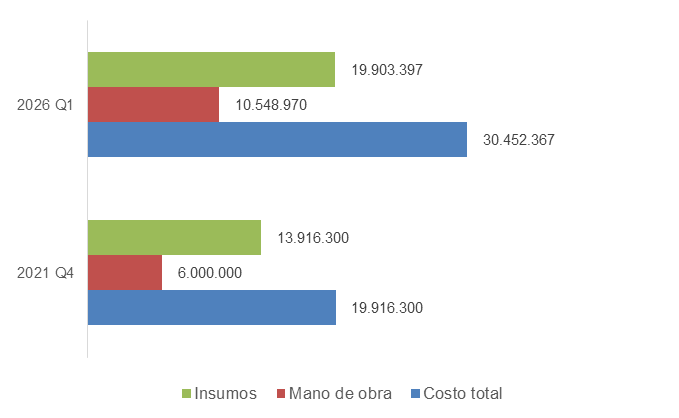 19.903.397
2026 Q1
10.548.970
30.452.367
13.916.300
2021 Q4
6.000.000
19.916.300
Insumos Mano de obra Costo total